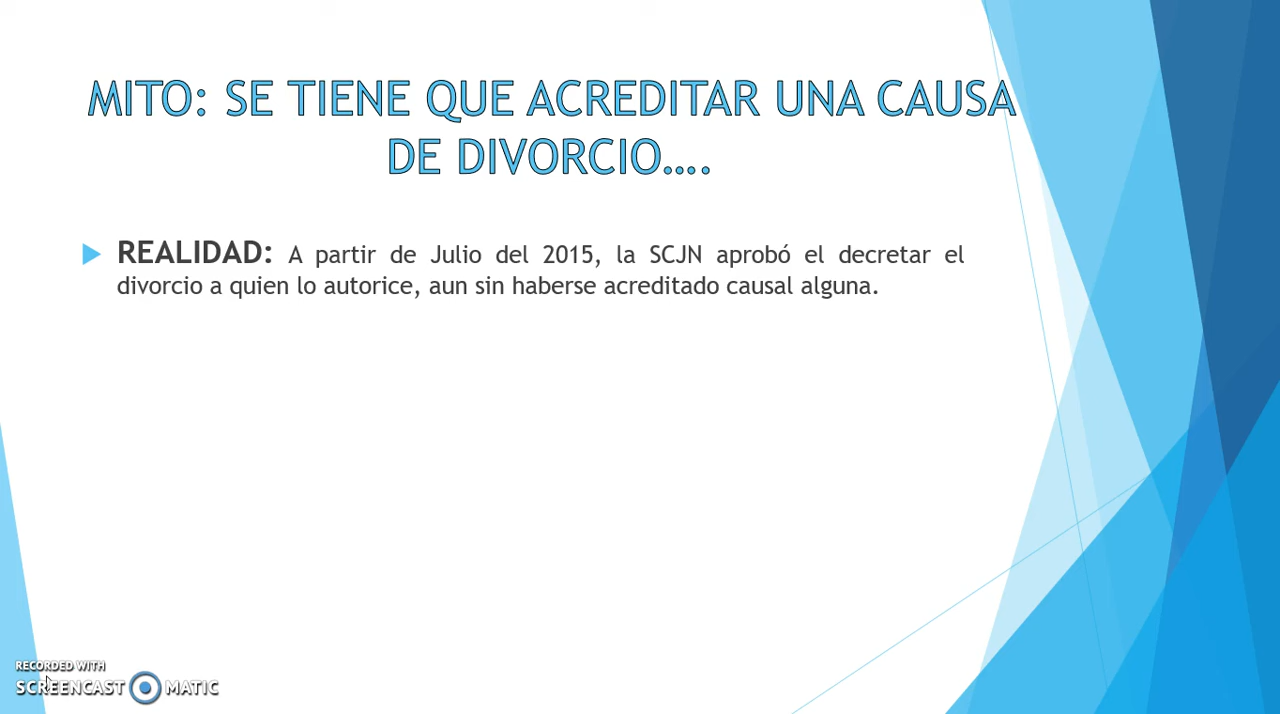 MITO: SE TIENE QUE ACREDITAR UNA CAUSA
DE DIVORCIO....
REALIDAD: A partir de Julio del 2015, la SCJN aprobó el decretar el
divorcio a quien lo autorice, aun sin haberse acreditado causal alguna.
RECORDED WITH
SCREENCAST MATIC